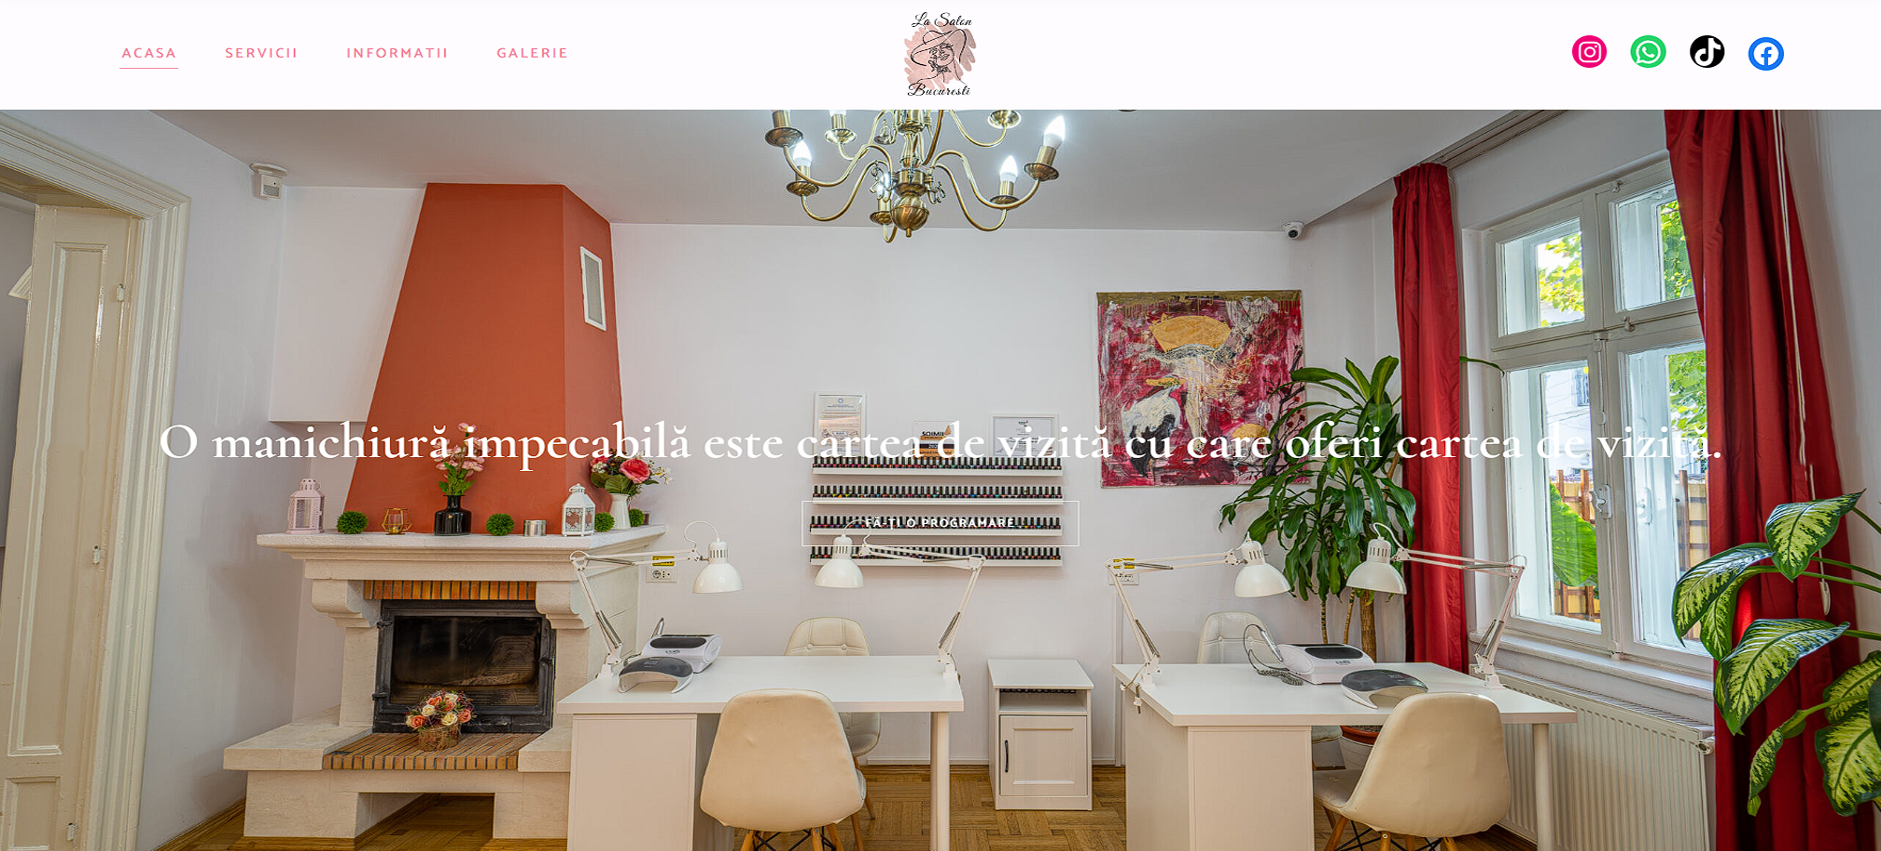 ACASA
SERVICII
INFORMATII
GALERIE
La Salon
Bucuresti
O manichiură impecabilă este cartea de vizită cu care oferi cartea de vizită.
FĂ-ȚI O PROGRAMARE
SOIMII